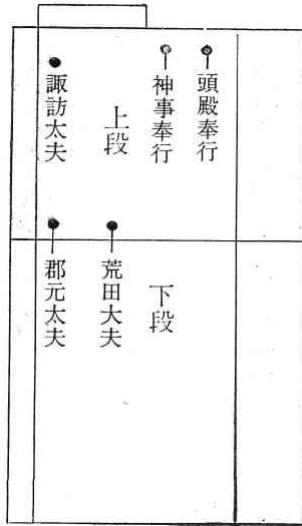 頭殿奉行
神事奉行
上段
諏訪太夫
下段
荒田大夫
郡元太夫